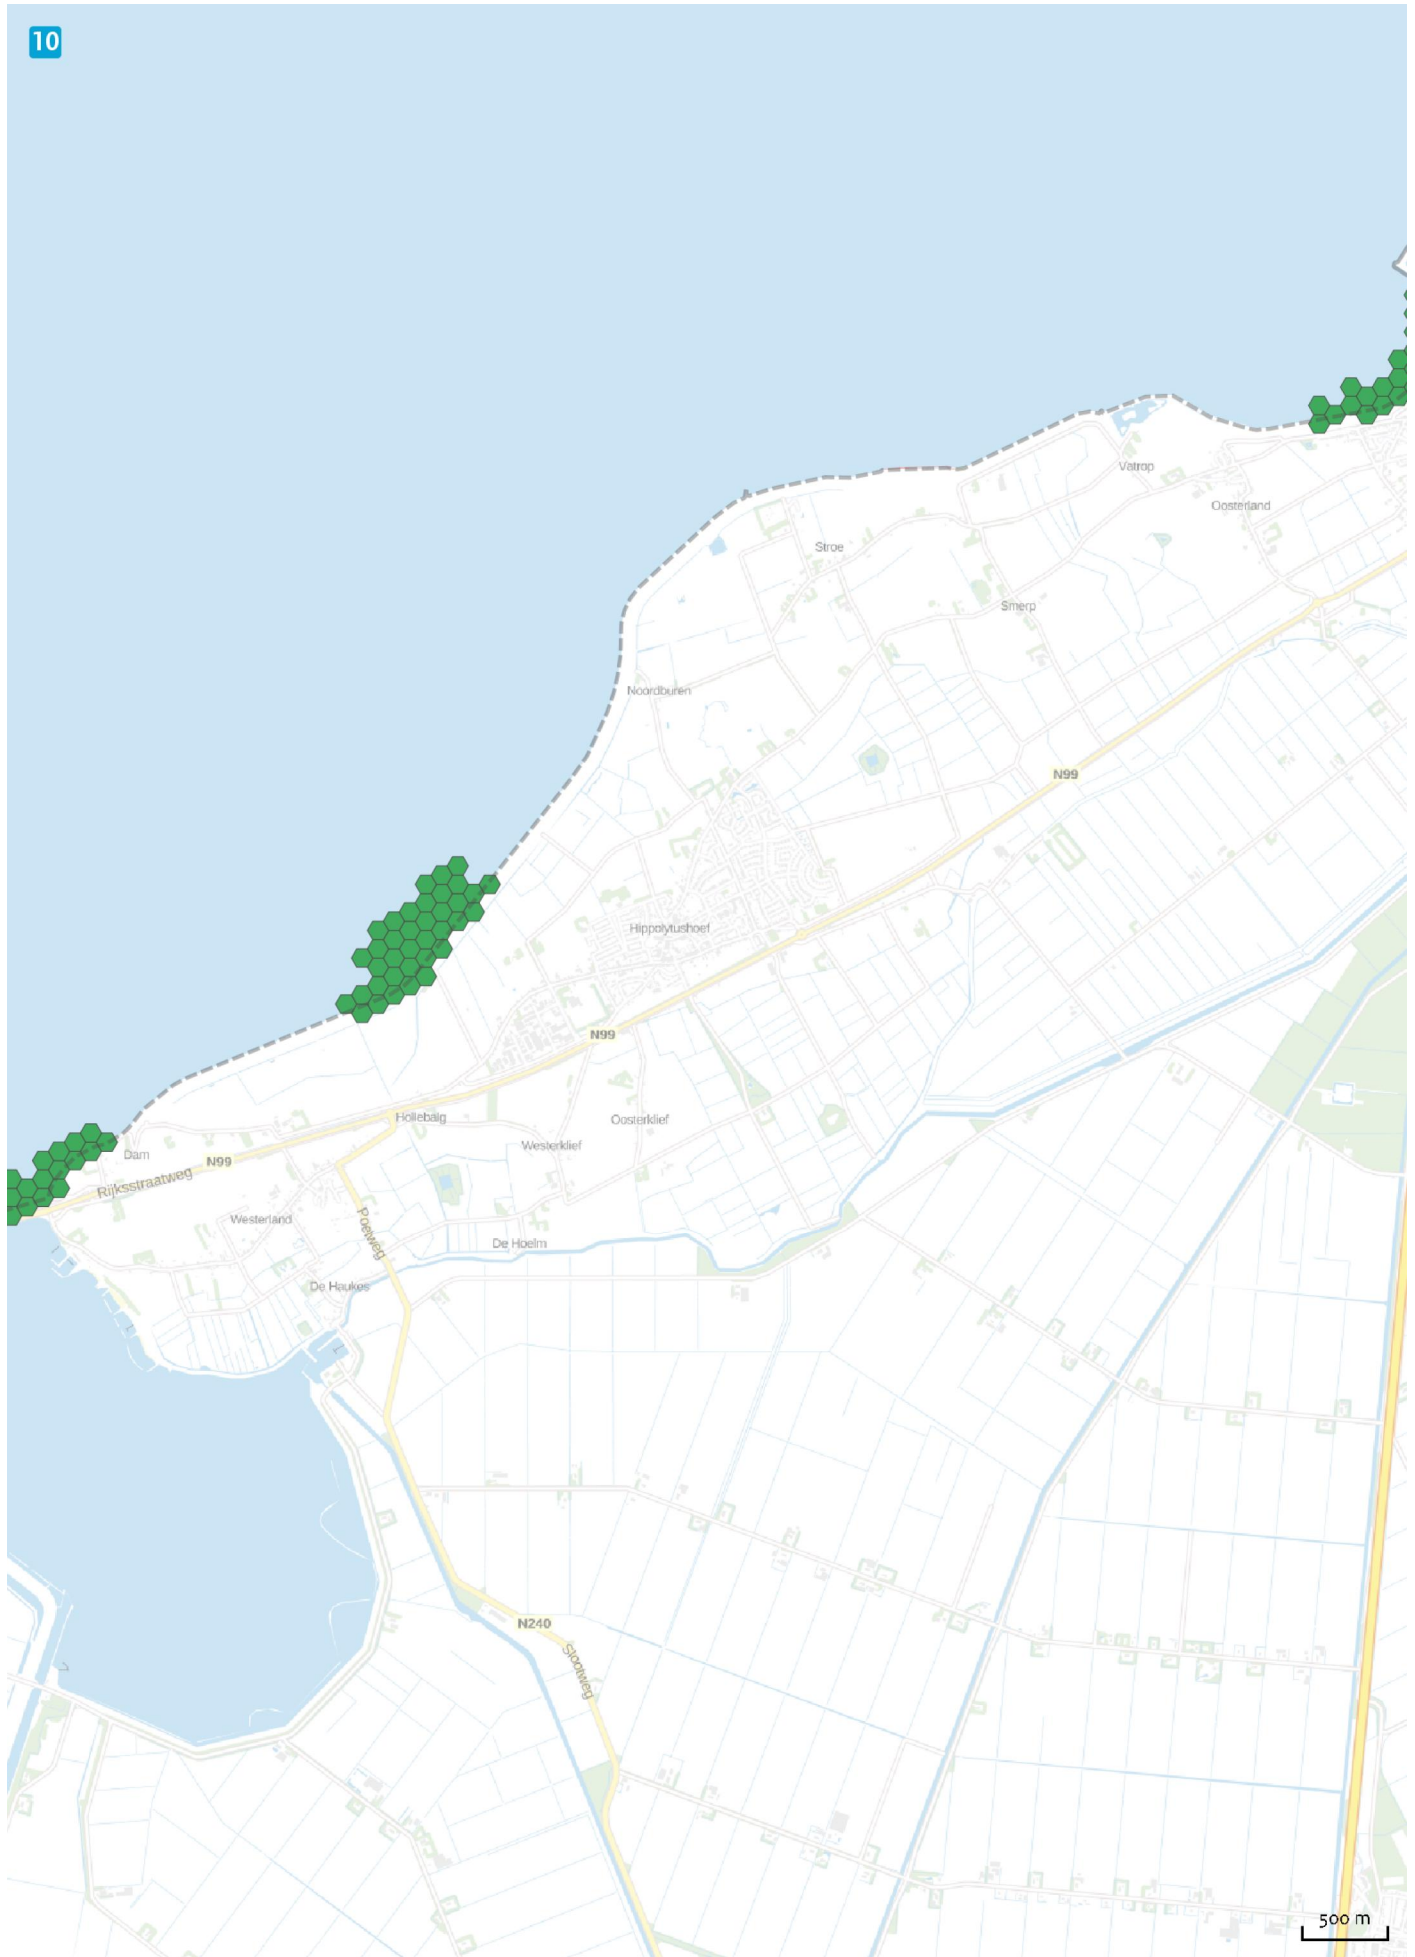 10
Vatrop
Oosterland
Stroe
Smerp
Noordburen
N99
Hippolytushoef
N99
Hollebalg
Oosterklief
Westerklief
Dam
N99
Rijksstraatweg
Westerland
Poelweg
De Hoelm
De Haukes
N240
Slootweg
500 m